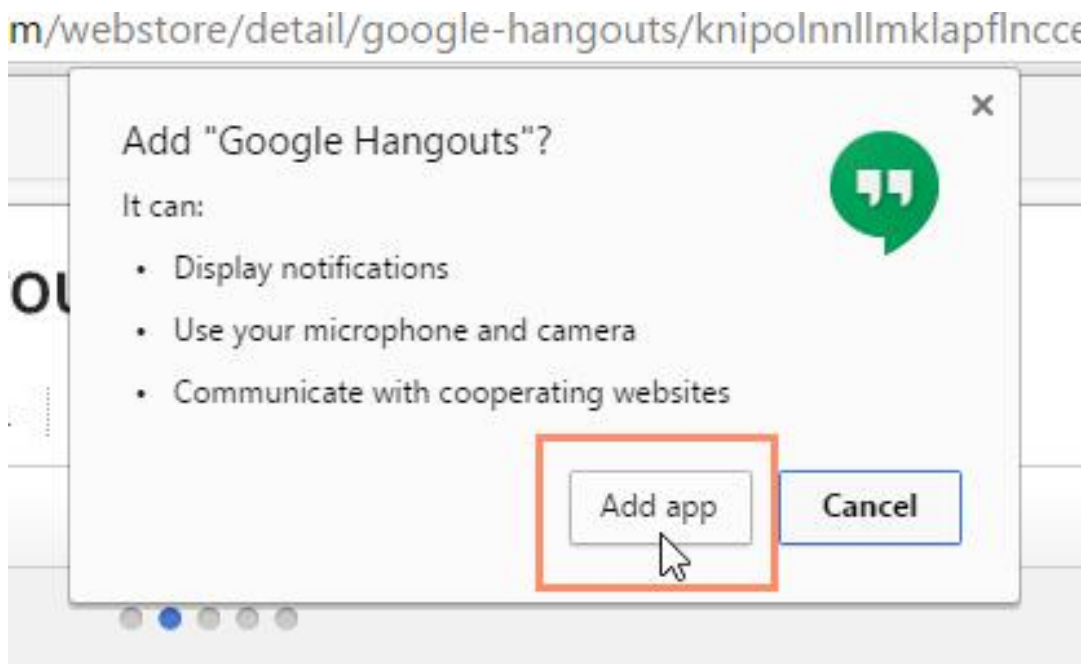 m/webstore/detail/google-hangouts/knipolnnllmklapflncce
Add "Google Hangouts"?
It can:
• Display notifications
• Use your microphone and camera
• Communicate with cooperating websites
Add app Cancel